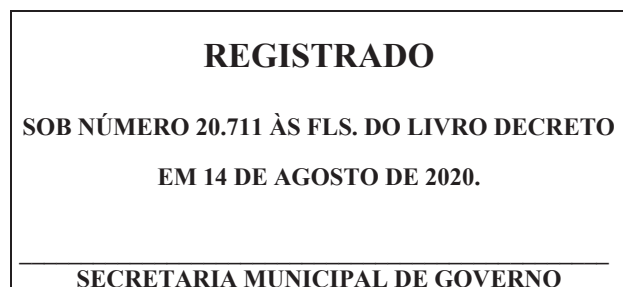 REGISTRADO
SOB NÚMERO 20.711 ÀS FLS. DO LIVRO DECRETO
EM 14 DE AGOSTO DE 2020.
SECRETARIA MUNICIPAL DE GOVERNO